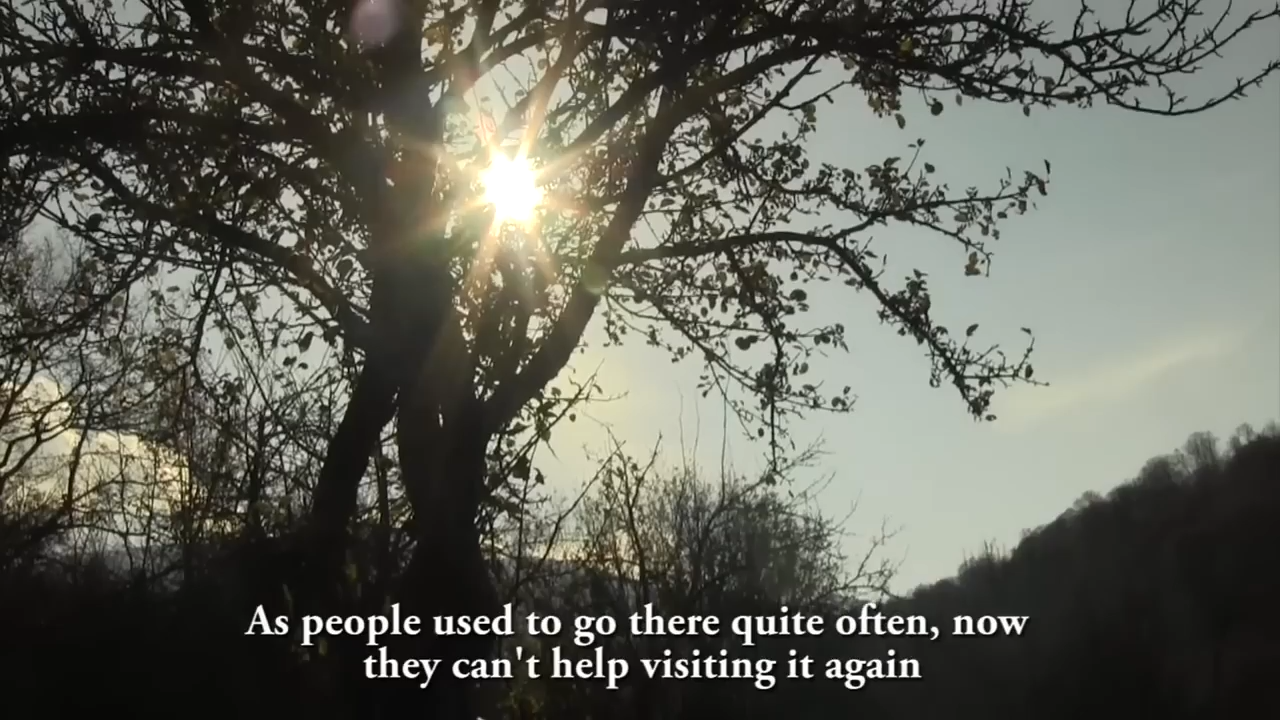 As people used to go there quite often, now
they can't help visiting it again